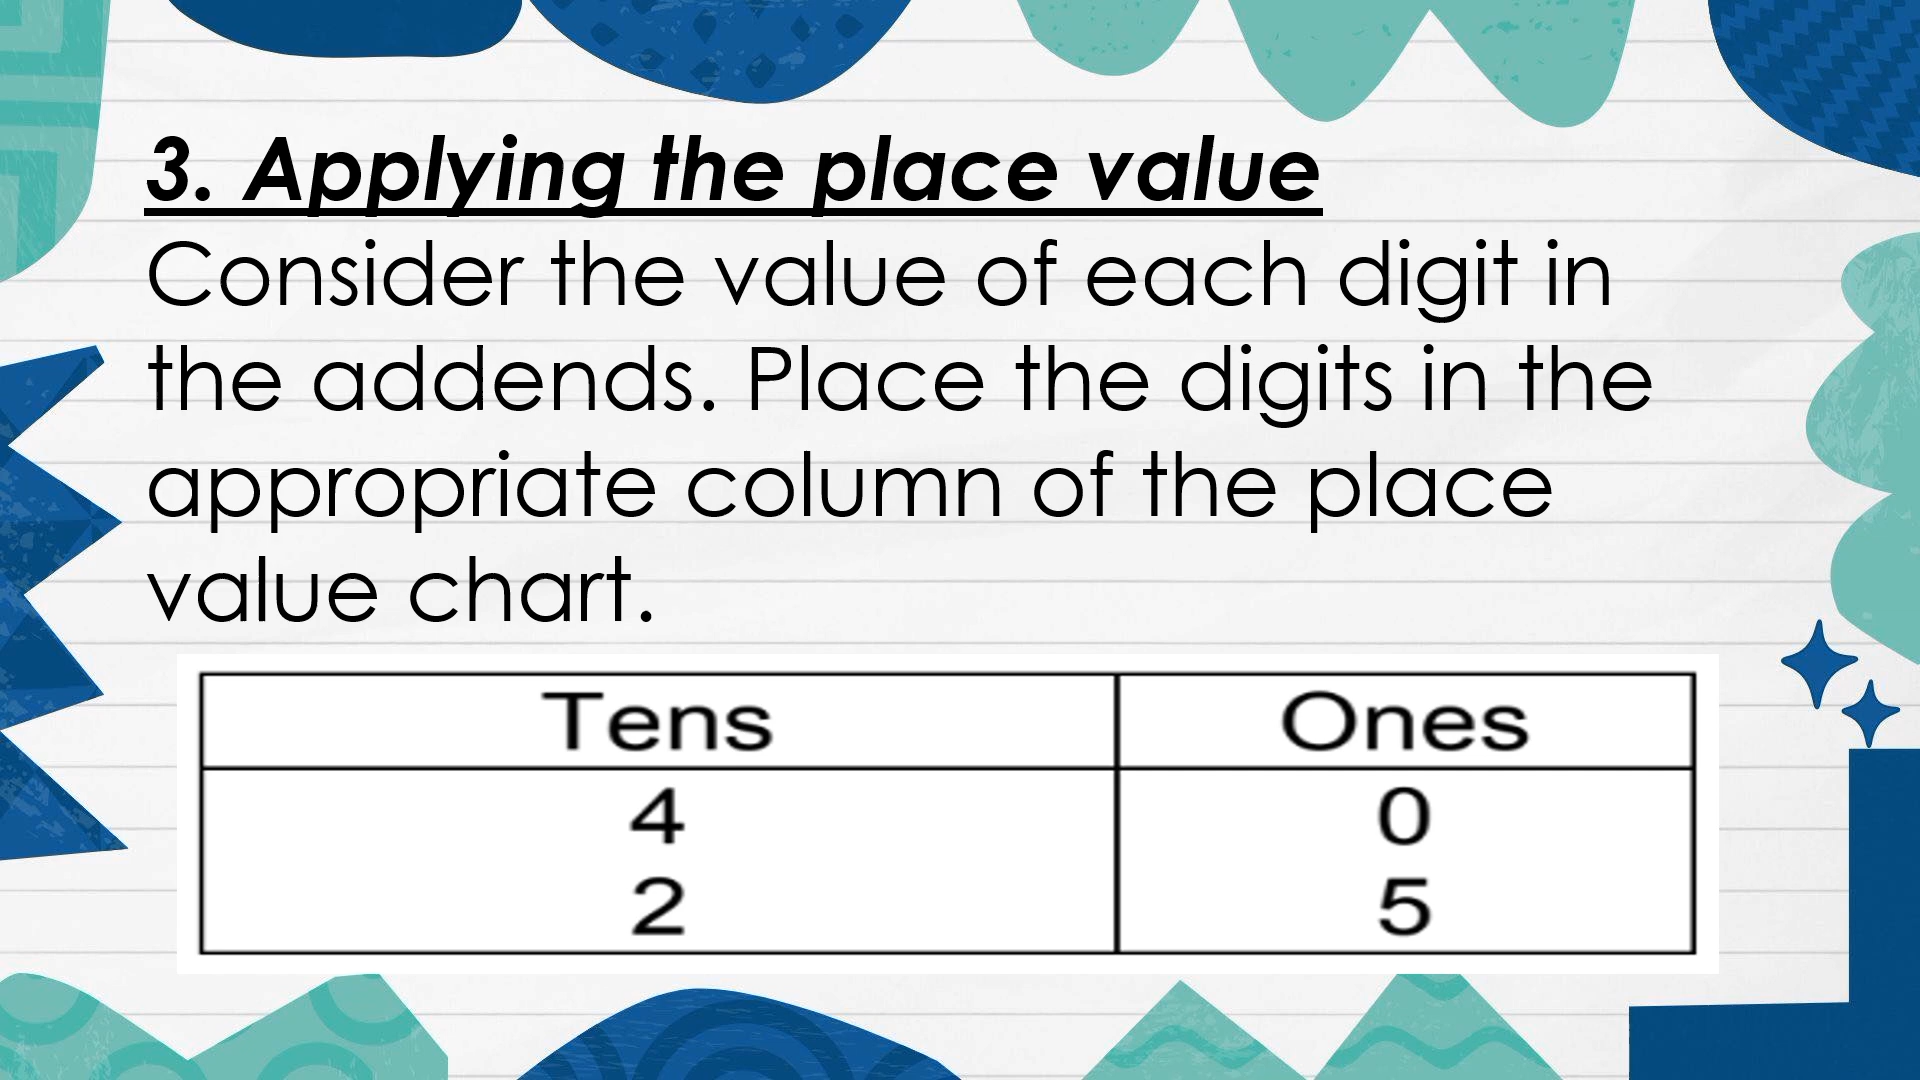 3. Applying the place value
Consider the value of each digit in
the addends. Place the digits in the
appropriate column of the place
value chart.
Tens Ones
4 0
2 5